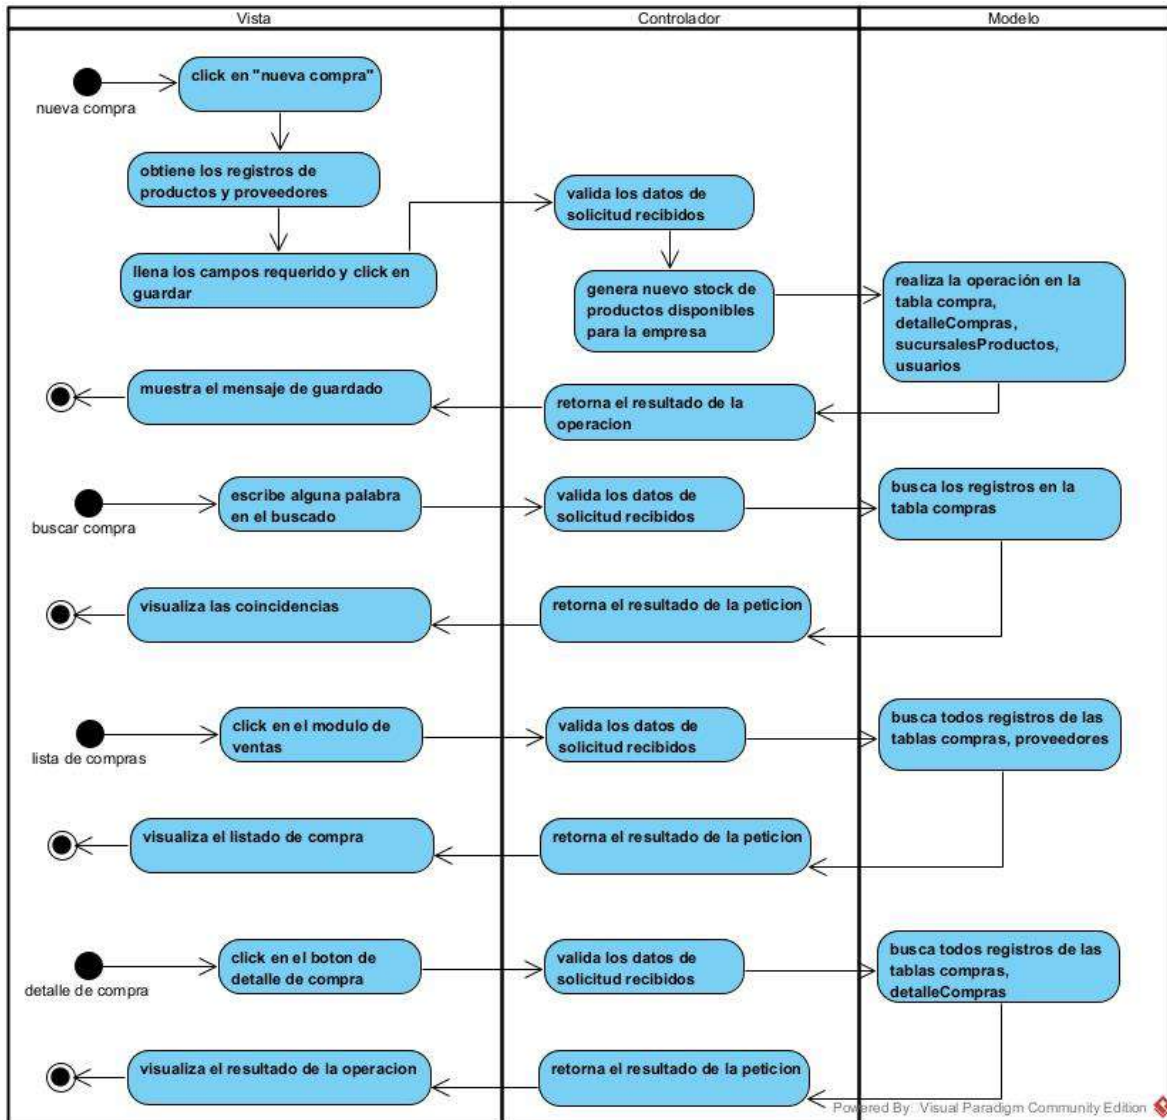 Vista
Controlador
Modelo
nueva compra
click en "nueva compra"
obtiene los registros de
productos y proveedores
llena los campos requerido y click en
guardar
valida los datos de
solicitud recibidos
genera nuevo stock de
productos disponibles
para la empresa
realiza la operación en la
tabla compra,
detalleCompras,
sucursalesProductos,
usuarios
retorna el resultado de la
operacion
muestra el mensaje de guardado
buscar compra
escribe alguna palabra
en el buscado
valida los datos de
solicitud recibidos
busca los registros en la
tabla compras
retorna el resultado de la peticion
visualiza las coincidencias
lista de compras
click en el modulo de
ventas
valida los datos de
solicitud recibidos
busca todos registros de las
tablas compras, proveedores
retorna el resultado de la peticion
visualiza el listado de compra
detalle de compra
click en el boton de
detalle de compra
valida los datos de
solicitud recibidos
busca todos registros de las
tablas compras,
detalleCompras
retorna el resultado de la peticion
visualiza el resultado de la operacion
Powered By: Visual Paradigm Community Edition